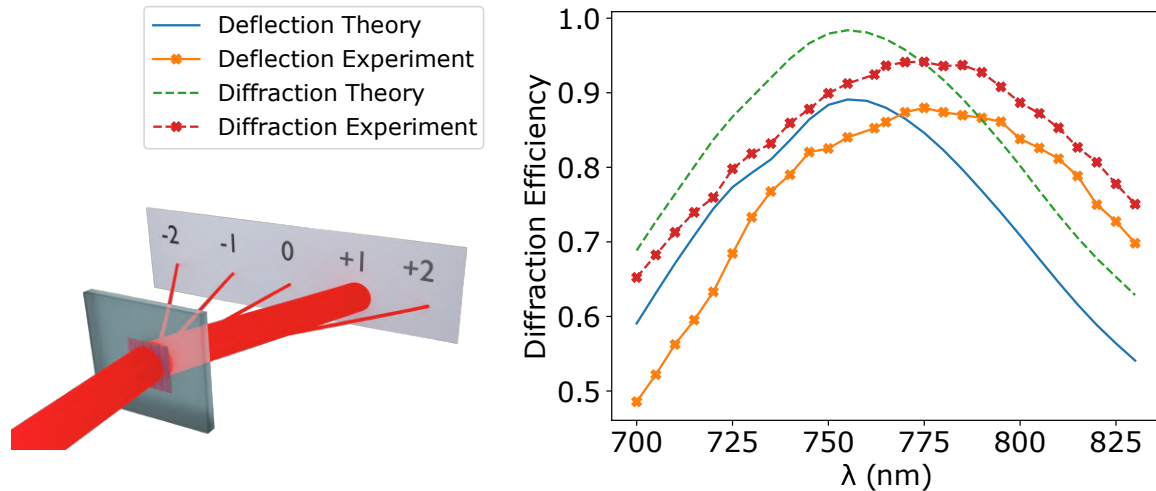 Deflection Theory
Deflection Experiment
Diffraction Theory
Diffraction Experiment
-2
-1
0
+1
+2
Diffraction Efficiency
1.0
0.9
0.8
0.7
0.6
0.5
700
725
750
775
800
825
λ (nm)